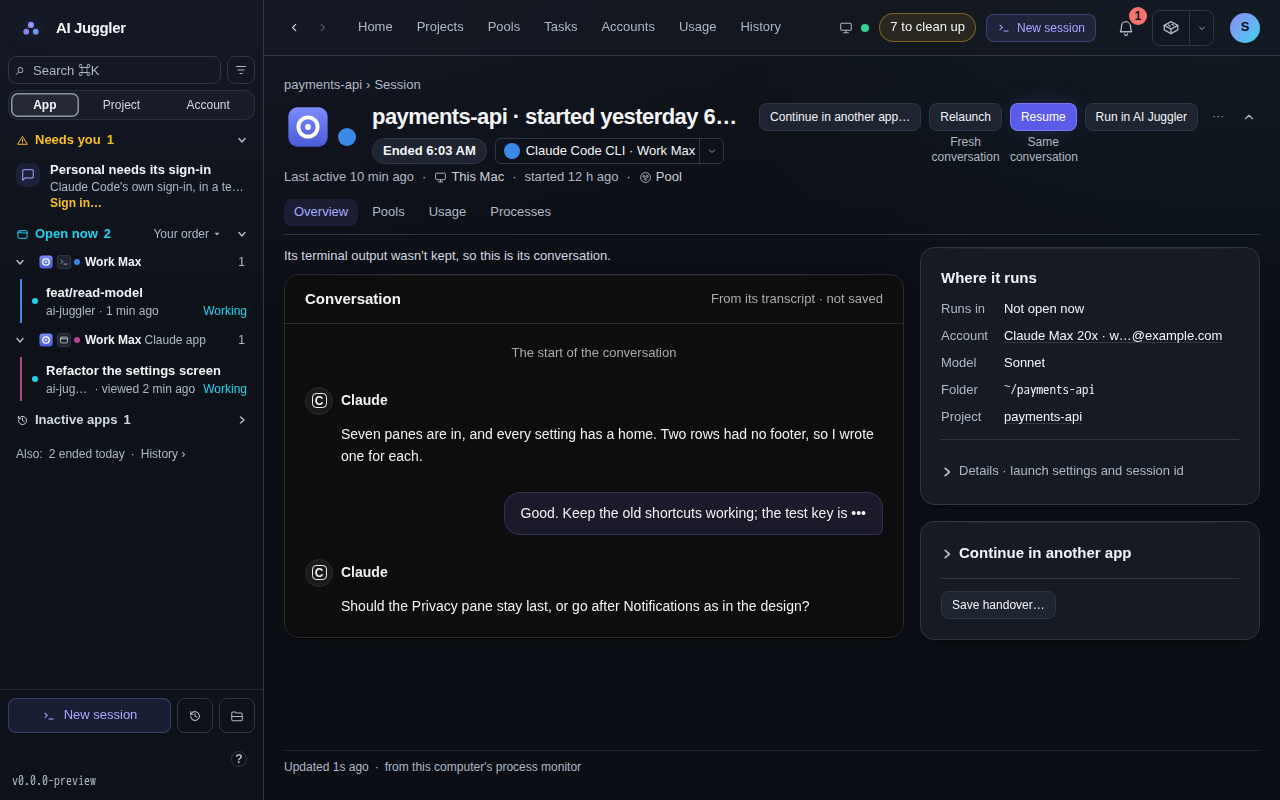 AI Juggler
Search ⌘K
App Project Account
Needs you 1
Personal needs its sign-in
Claude Code's own sign-in, in a te…
Sign in…
Open now 2 Your order
Work Max 1
feat/read-model
ai-juggler · 1 min ago Working
Work Max Claude app 1
Refactor the settings screen
ai-jug… · viewed 2 min ago Working
Inactive apps 1
Also: 2 ended today · History ›
New session
?
v0.0.0-preview
Home Projects Pools Tasks Accounts Usage History
7 to clean up
New session
1
S
payments-api › Session
payments-api · started yesterday 6…
Continue in another app… Relaunch Resume Run in AI Juggler ···
Fresh conversation
Same conversation
Ended 6:03 AM Claude Code CLI · Work Max
Last active 10 min ago · This Mac · started 12 h ago · Pool
Overview Pools Usage Processes
Its terminal output wasn't kept, so this is its conversation.
Conversation From its transcript · not saved
The start of the conversation
C Claude
Seven panes are in, and every setting has a home. Two rows had no footer, so I wrote
one for each.
Good. Keep the old shortcuts working; the test key is •••
C Claude
Should the Privacy pane stay last, or go after Notifications as in the design?
Where it runs
Runs in Not open now
Account Claude Max 20x · w…@example.com
Model Sonnet
Folder ~/payments-api
Project payments-api
Details · launch settings and session id
Continue in another app
Save handover…
Updated 1s ago · from this computer's process monitor